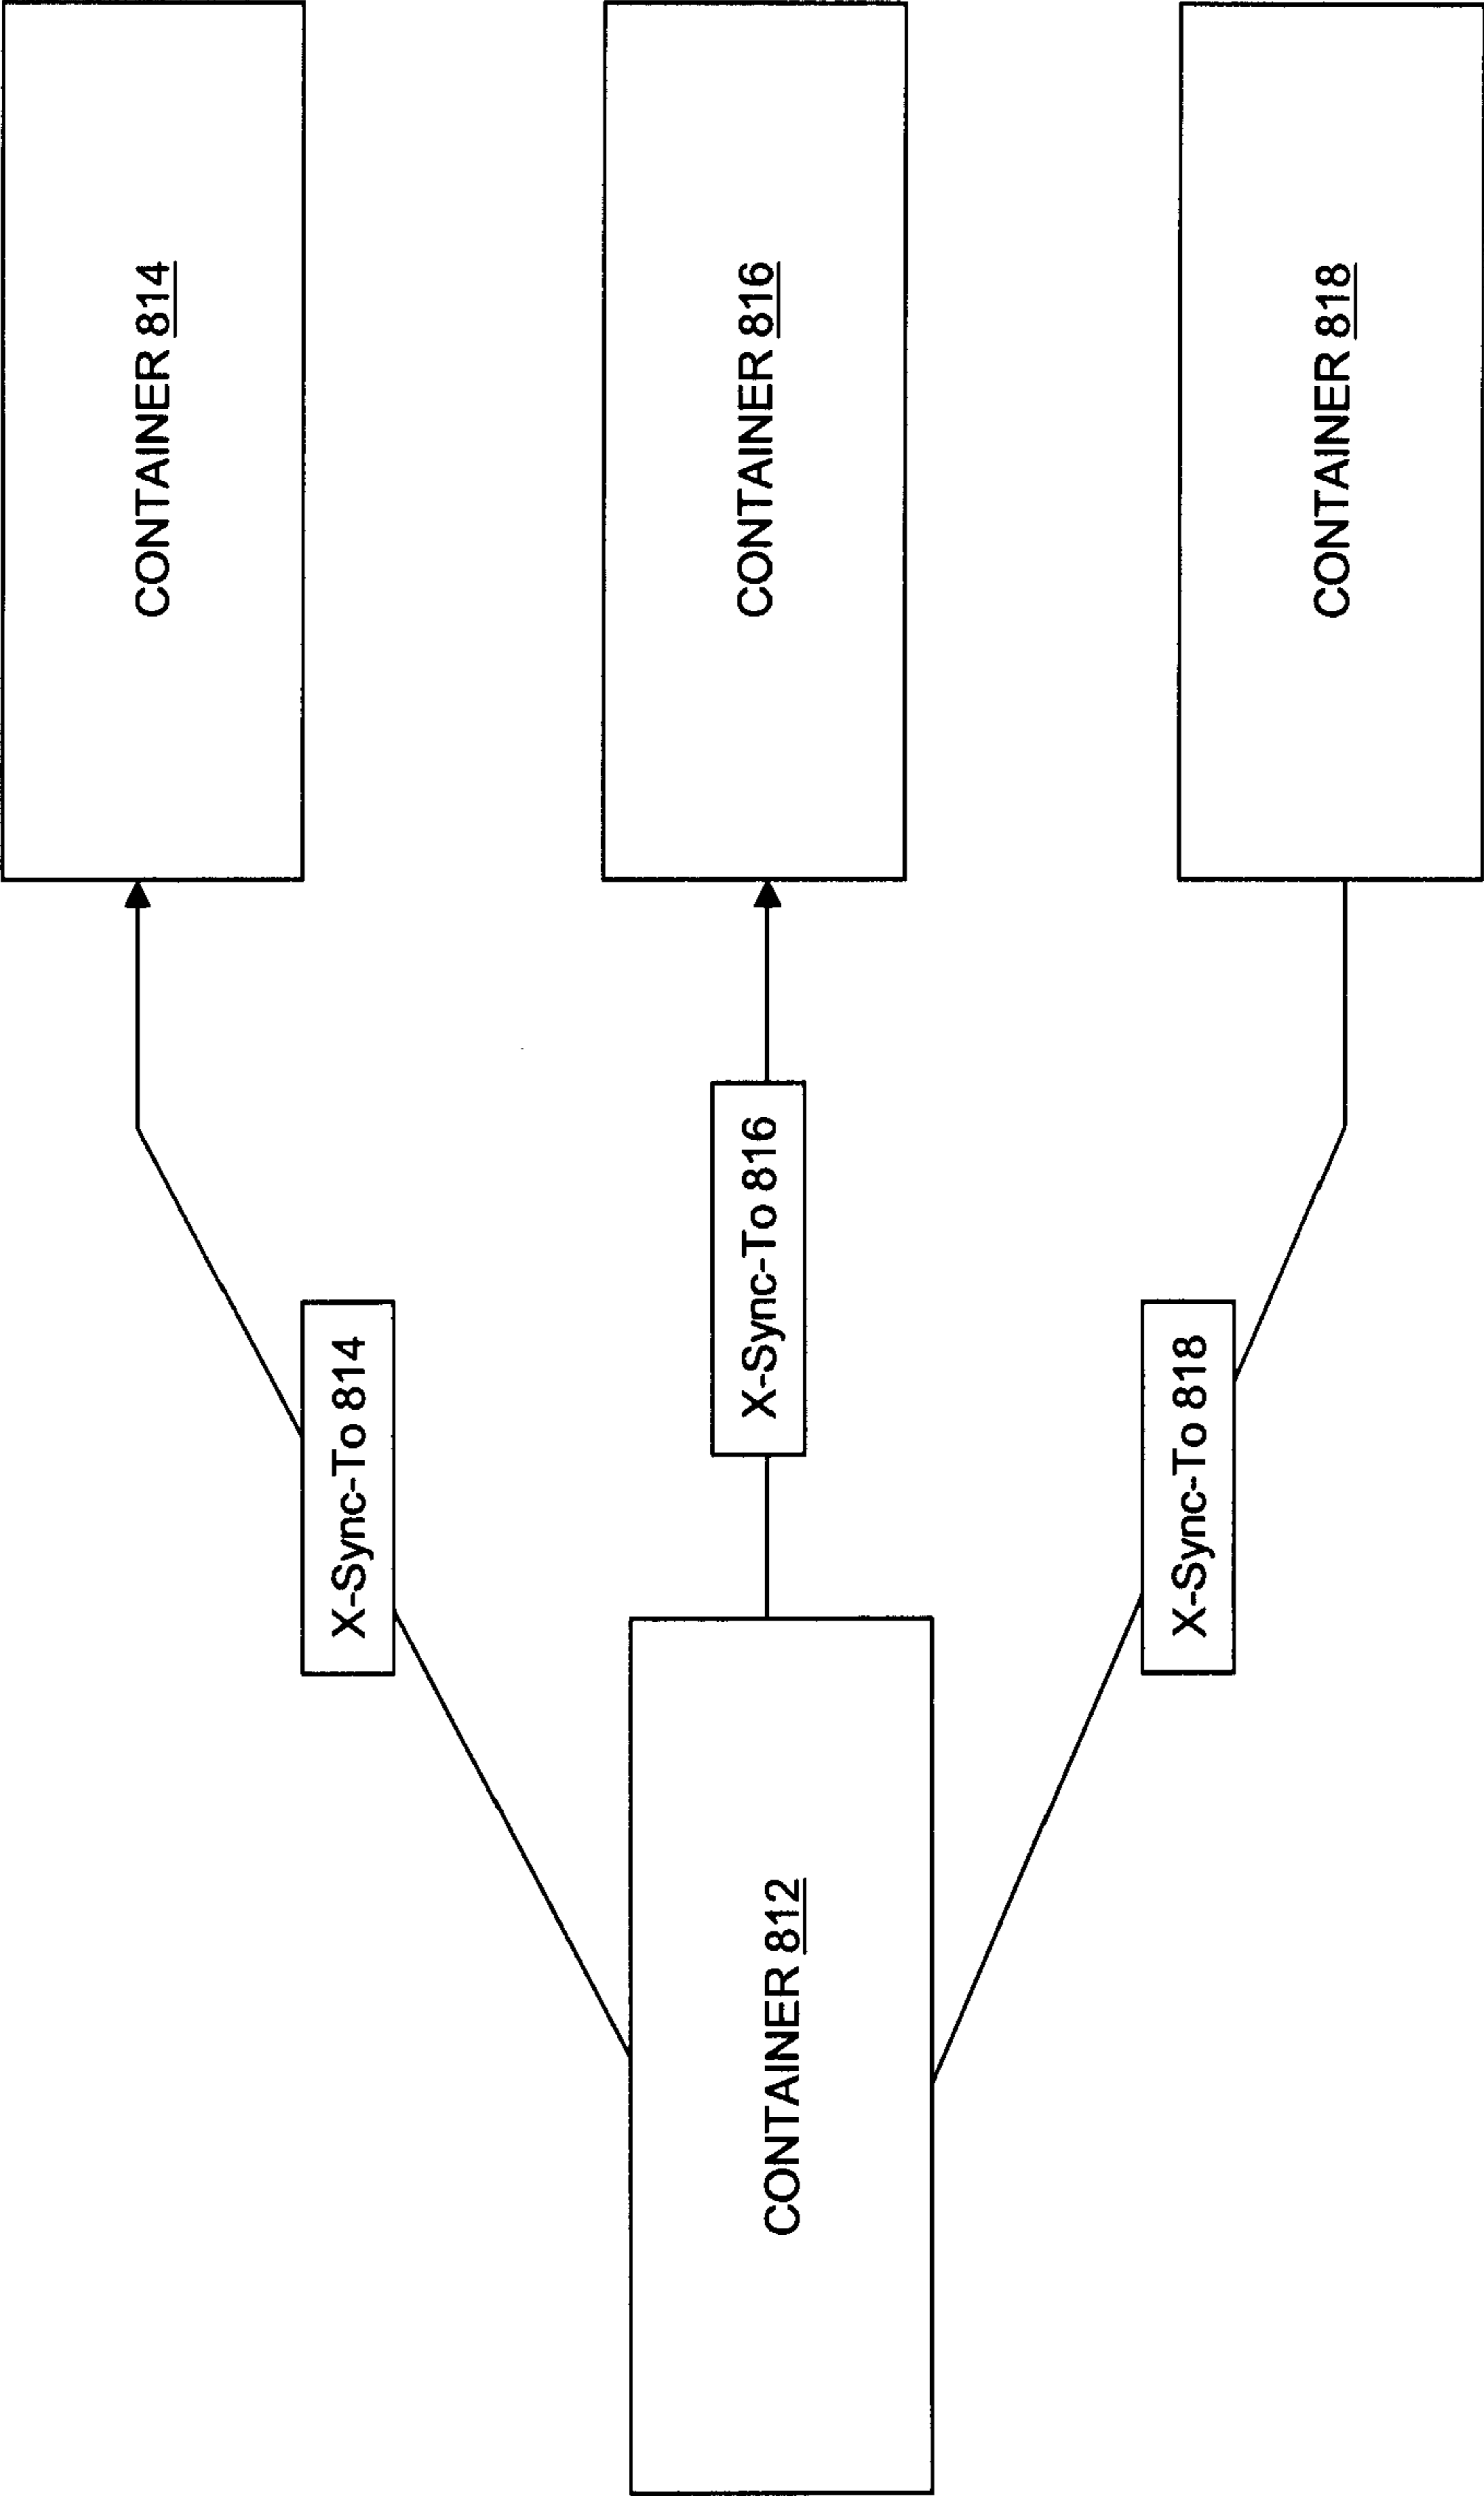 CONTAINER 814
X-Sync-To 814
CONTAINER 812
X-Sync-To 816
CONTAINER 816
X-Sync-To 818
CONTAINER 818